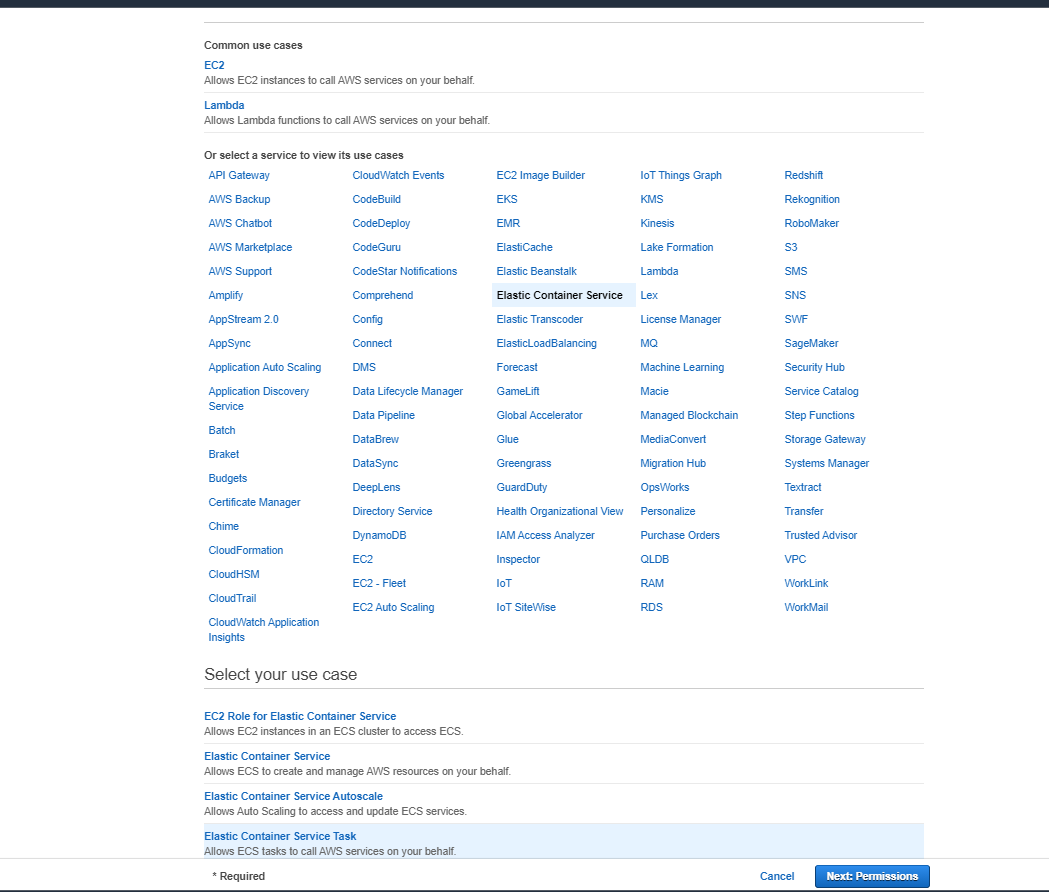 Common use cases
EC2
Allows EC2 instances to call AWS services on your behalf.
Lambda
Allows Lambda functions to call AWS services on your behalf.
Or select a service to view its use cases
API Gateway
AWS Backup
AWS Chatbot
AWS Marketplace
AWS Support
Amplify
AppStream 2.0
AppSync
Application Auto Scaling
Application Discovery
Service
Batch
Braket
Budgets
Certificate Manager
Chime
CloudFormation
CloudHSM
CloudTrail
CloudWatch Application
Insights
CloudWatch Events
CodeBuild
CodeDeploy
CodeGuru
CodeStar Notifications
Comprehend
Config
Connect
DMS
Data Lifecycle Manager
Data Pipeline
DataBrew
DataSync
DeepLens
Directory Service
DynamoDB
EC2
EC2 - Fleet
EC2 Auto Scaling
EC2 Image Builder
EKS
EMR
ElastiCache
Elastic Beanstalk
Elastic Container Service
Elastic Transcoder
ElasticLoadBalancing
Forecast
GameLift
Global Accelerator
Glue
Greengrass
GuardDuty
Health Organizational View
IAM Access Analyzer
Inspector
IoT
IoT SiteWise
IoT Things Graph
KMS
Kinesis
Lake Formation
Lambda
Lex
License Manager
MQ
Machine Learning
Macie
Managed Blockchain
MediaConvert
Migration Hub
OpsWorks
Personalize
Purchase Orders
QLDB
RAM
RDS
Redshift
Rekognition
RoboMaker
S3
SMS
SNS
SWF
SageMaker
Security Hub
Service Catalog
Step Functions
Storage Gateway
Systems Manager
Textract
Transfer
Trusted Advisor
VPC
WorkLink
WorkMail
Select your use case
EC2 Role for Elastic Container Service
Allows EC2 instances in an ECS cluster to access ECS.
Elastic Container Service
Allows ECS to create and manage AWS resources on your behalf.
Elastic Container Service Autoscale
Allows Auto Scaling to access and update ECS services.
Elastic Container Service Task
Allows ECS tasks to call AWS services on your behalf.
* Required
Cancel
Next: Permissions